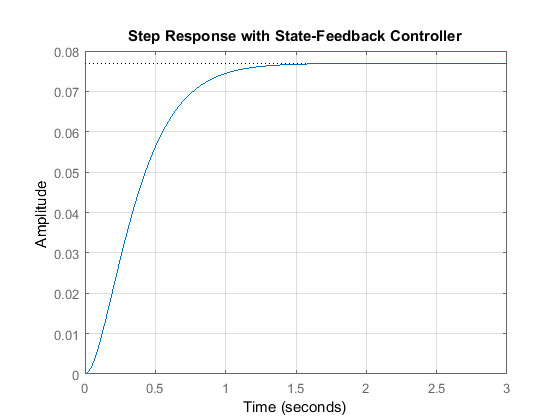 Step Response with State-Feedback Controller
0.08
0.07
0.06
0.05
0.04
0.03
0.02
0.01
0
Amplitude
0 0.5 1 1.5 2 2.5 3
Time (seconds)